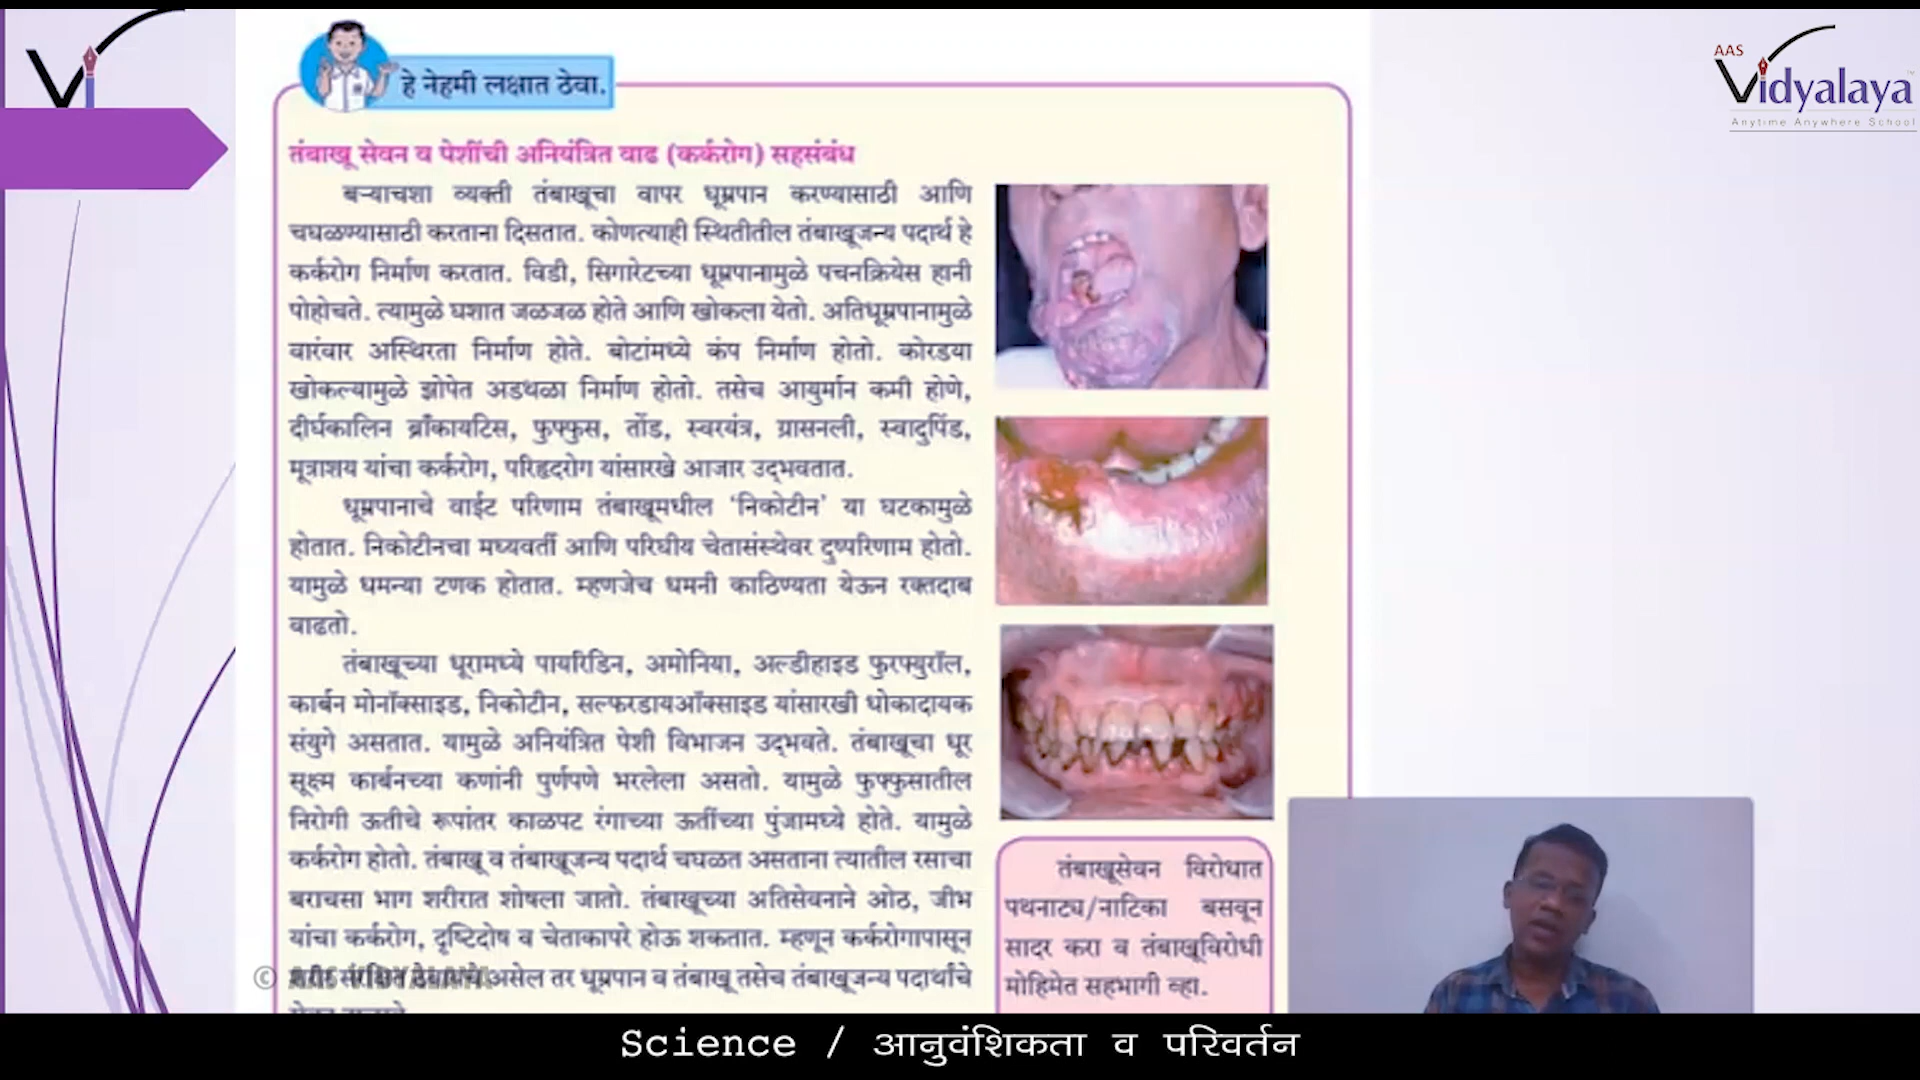 AAS
Vidyalaya
Anytime Anywhere School
हे नेहमी लक्षात ठेवा.
तंबाखू सेवन व पेशींची अनियंत्रित वाढ (कर्करोग) सहसंबंध
बऱ्याचशा व्यक्ती तंबाखूचा वापर धूम्रपान करण्यासाठी आणि
चघळण्यासाठी करताना दिसतात. कोणत्याही स्थितीतील तंबाखूजन्य पदार्थ हे
कर्करोग निर्माण करतात. विडी, सिगारेटच्या धूम्रपानामुळे पचनक्रियेस हानी
पोहोचते. त्यामुळे घशात जळजळ होते आणि खोकला येतो. अतिधूम्रपानामुळे
वारंवार अस्थिरता निर्माण होते. बोटांमध्ये कंप निर्माण होतो. कोरडया
खोकल्यामुळे झोपेत अडथळा निर्माण होतो. तसेच आयुर्मान कमी होणे,
दीर्घकालिन ब्राँकायटिस, फुफ्फुस, तोंड, स्वरयंत्र, ग्रासनली, स्वादुपिंड,
मूत्राशय यांचा कर्करोग, परिहृदरोग यांसारखे आजार उद्‌भवतात.
धूम्रपानाचे वाईट परिणाम तंबाखूमधील ‘निकोटीन’ या घटकामुळे
होतात. निकोटीनचा मध्यवर्ती आणि परिघीय चेतासंस्थेवर दुष्परिणाम होतो.
यामुळे धमन्या टणक होतात. म्हणजेच धमनी काठिण्यता येऊन रक्तदाब
वाढतो.
तंबाखूच्या धूरामध्ये पायरिडिन, अमोनिया, अल्डीहाइड फुरफ्युरॉल,
कार्बन मोनॉक्साइड, निकोटीन, सल्फरडायऑक्साइड यांसारखी धोकादायक
संयुगे असतात. यामुळे अनियंत्रित पेशी विभाजन उद्‌भवते. तंबाखूचा धूर
सूक्ष्म कार्बनच्या कणांनी पुर्णपणे भरलेला असतो. यामुळे फुफ्फुसातील
निरोगी ऊतीचे रूपांतर काळपट रंगाच्या ऊतींच्या पुंजामध्ये होते. यामुळे
कर्करोग होतो. तंबाखू व तंबाखूजन्य पदार्थ चघळत असताना त्यातील रसाचा
बराचसा भाग शरीरात शोषला जातो. तंबाखूच्या अतिसेवनाने ओठ, जीभ
यांचा कर्करोग, दृष्टिदोष व चेताकापरे होऊ शकतात. म्हणून कर्करोगापासून
असेल तर धूम्रपान व तंबाखू तसेच तंबाखूजन्य पदार्थांचे
तंबाखूसेवन विरोधात
पथनाट्य/नाटिका बसवून
सादर करा व तंबाखूविरोधी
मोहिमेत सहभागी व्हा.
© AAS VIDYALAYA
Science / आनुवंशिकता व परिवर्तन